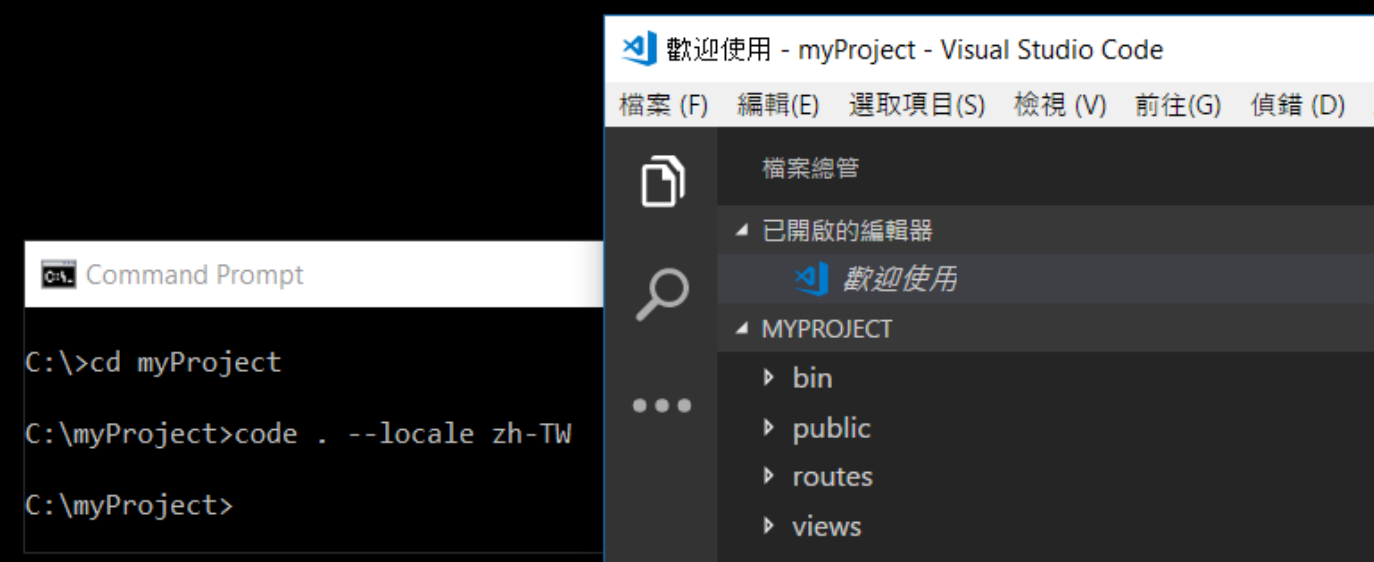 Command Prompt
C:\>cd myProject
C:\myProject>code . --locale zh-TW
C:\myProject>
歡迎使用 - myProject - Visual Studio Code
檔案 (F) 編輯(E) 選取項目(S) 檢視 (V) 前往(G) 偵錯 (D)
檔案總管
已開啟的編輯器
歡迎使用
MYPROJECT
bin
public
routes
views